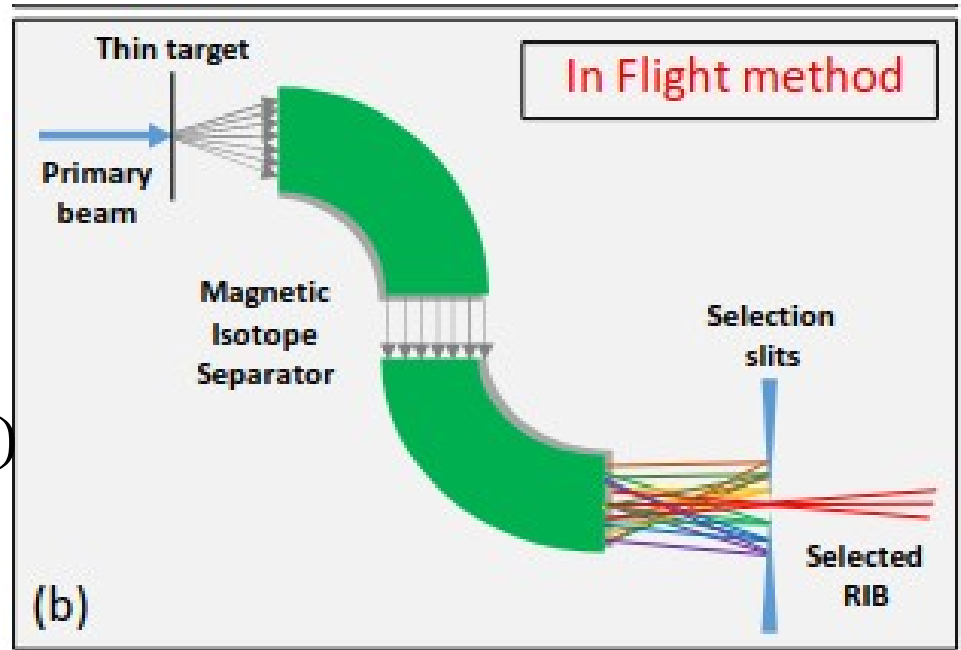 Thin target
In Flight method
Primary
beam
Magnetic
Isotope
Separator
Selection
slits
Selected
RIB
(b)
)